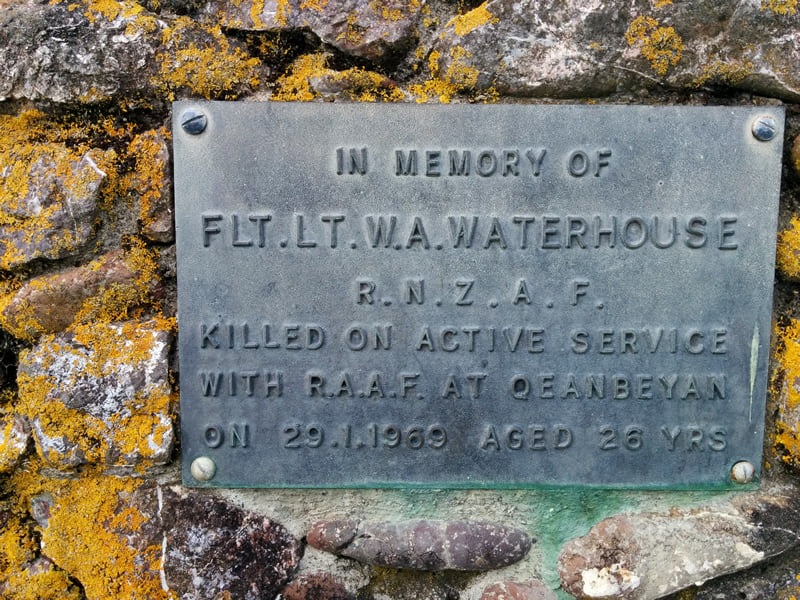 IN MEMORY OF
FLT.LT.W.A.WATERHOUSE
R.N.Z.A.F.
KILLED ON ACTIVE SERVICE
WITH R.A.A.F. AT QEANBEYAN
ON 29.1.1969 AGED 26 YRS